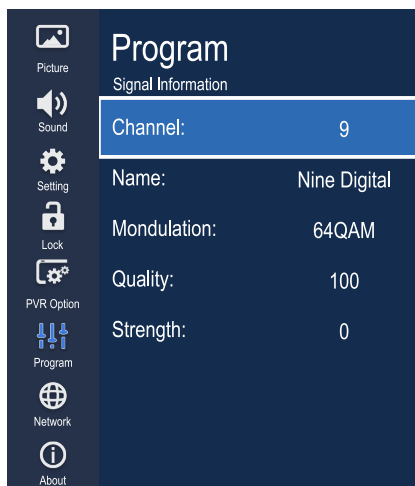 Picture
Sound
Setting
Lock
PVR Option
Program
Network
About
Program
Signal Information
Channel: 9
Name: Nine Digital
Mondulation: 64QAM
Quality: 100
Strength: 0